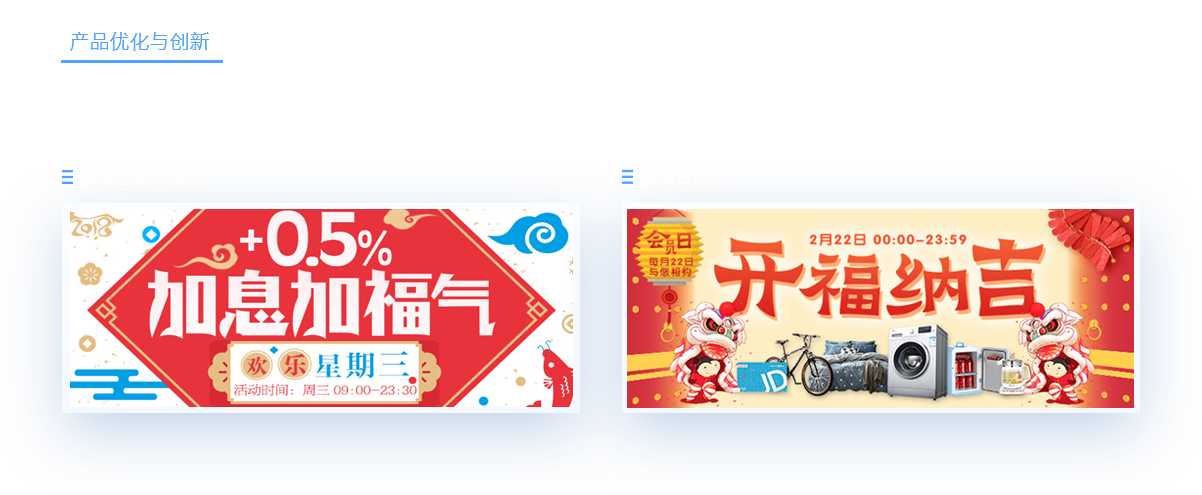 产品优化与创新
2018
+0.5%
加息加福气
欢乐星期三
活动时间：周三 09:00-23:30
会员日
每月22日
与您相约
2月22日 00:00-23:59
开福纳吉
JD